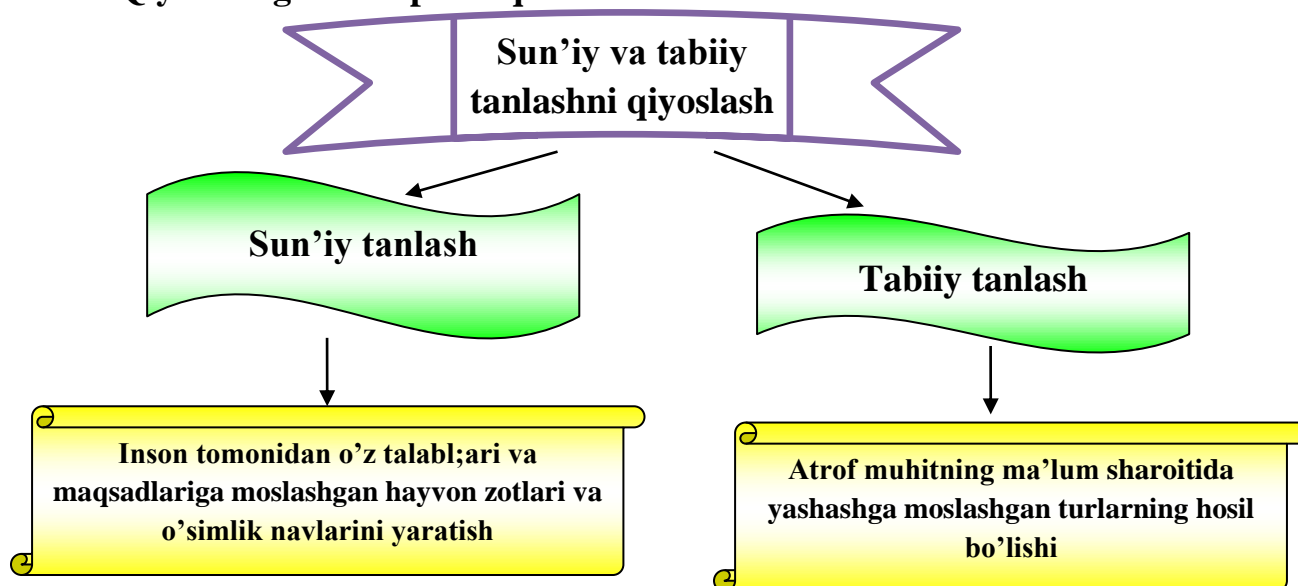 Sun’iy va tabiiy
tanlashni qiyoslash
Sun’iy tanlash
Tabiiy tanlash
Inson tomonidan o’z talabl;ari va
maqsadlariga moslashgan hayvon zotlari va
o’simlik navlarini yaratish
Atrof muhitning ma’lum sharoitida
yashashga moslashgan turlarning hosil
bo’lishi